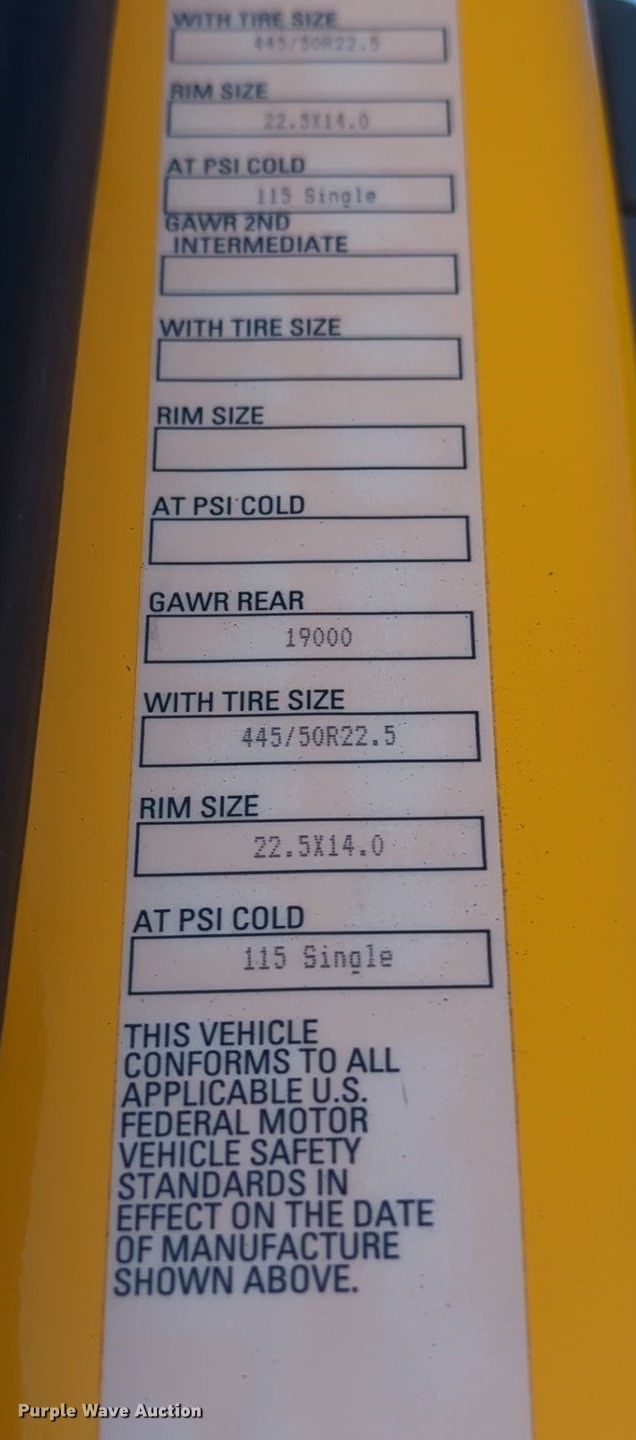 WITH TIRE SIZE
445/50R22.5
RIM SIZE
22.5X14.0
AT PSI COLD
115 Single
GAWR 2ND
INTERMEDIATE
WITH TIRE SIZE
RIM SIZE
AT PSI COLD
GAWR REAR
19000
WITH TIRE SIZE
445/50R22.5
RIM SIZE
22.5X14.0
AT PSI COLD
115 Single
THIS VEHICLE
CONFORMS TO ALL
APPLICABLE U.S.
FEDERAL MOTOR
VEHICLE SAFETY
STANDARDS IN
EFFECT ON THE DATE
OF MANUFACTURE
SHOWN ABOVE.
Purple Wave Auction